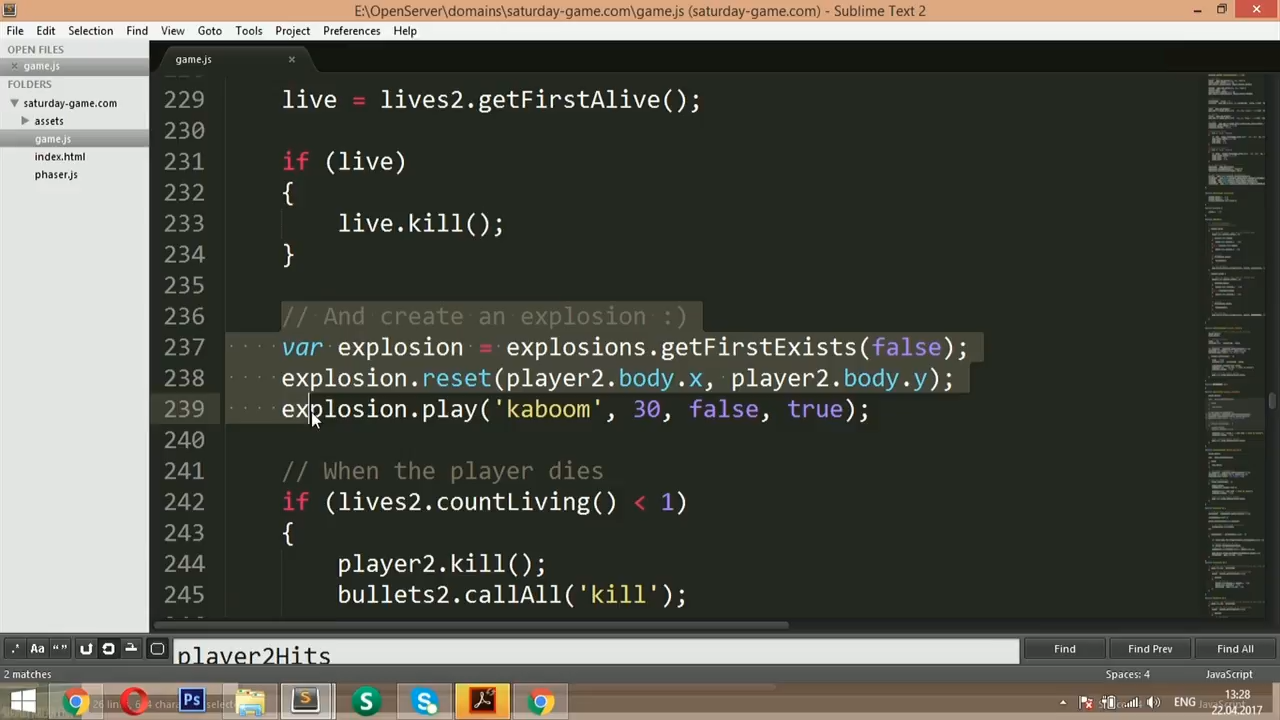 E:\OpenServer\domains\saturday-game.com\game.js (saturday-game.com) - Sublime Text 2
File Edit Selection Find View Goto Tools Project Preferences Help
OPEN FILES
game.js
FOLDERS
saturday-game.com
assets
game.js
index.html
phaser.js
game.js
229 live = lives2.getFirstAlive();
230
231 if (live)
232 {
233 live.kill();
234 }
235
236 // And create an explosion :)
237 var explosion = explosions.getFirstExists(false);
238 explosion.reset(player2.body.x, player2.body.y);
239 explosion.play('kaboom', 30, false, true);
240
241 // When the player dies
242 if (lives2.countLiving() < 1)
243 {
244 player2.kill();
245 bullets2.callAll('kill');
.* Aa “”
player2Hits
Find Find Prev Find All
2 matches Spaces: 4 JavaScript
Ps S S
ENG
13:28
22.04.2017